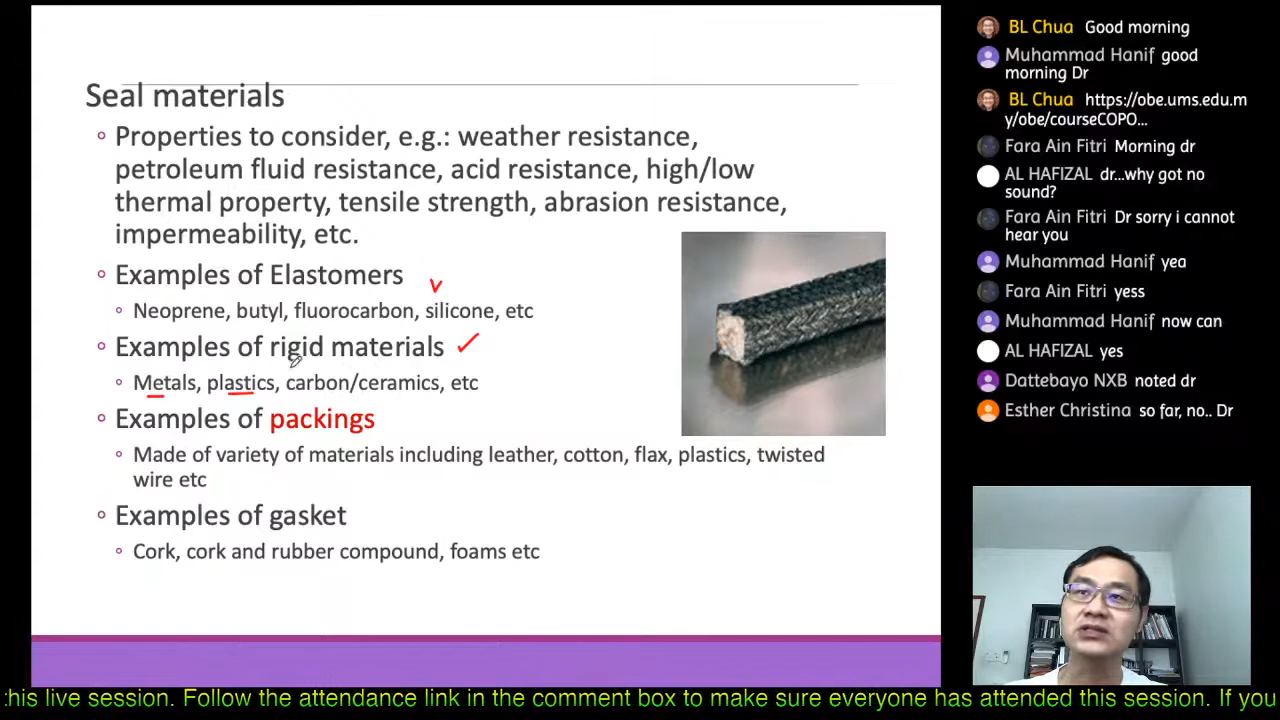 Seal materials
Properties to consider, e.g.: weather resistance,
petroleum fluid resistance, acid resistance, high/low
thermal property, tensile strength, abrasion resistance,
impermeability, etc.
Examples of Elastomers
Neoprene, butyl, fluorocarbon, silicone, etc
Examples of rigid materials
Metals, plastics, carbon/ceramics, etc
Examples of packings
Made of variety of materials including leather, cotton, flax, plastics, twisted
wire etc
Examples of gasket
Cork, cork and rubber compound, foams etc
BL Chua Good morning
Muhammad Hanif good
morning Dr
BL Chua https://obe.ums.edu.m
y/obe/courseCOPO...
Fara Ain Fitri Morning dr
AL HAFIZAL dr...why got no
sound?
Fara Ain Fitri Dr sorry i cannot
hear you
Muhammad Hanif yea
Fara Ain Fitri yess
Muhammad Hanif now can
AL HAFIZAL yes
Dattebayo NXB noted dr
Esther Christina so far, no.. Dr
this live session. Follow the attendance link in the comment box to make sure everyone has attended this session. If you